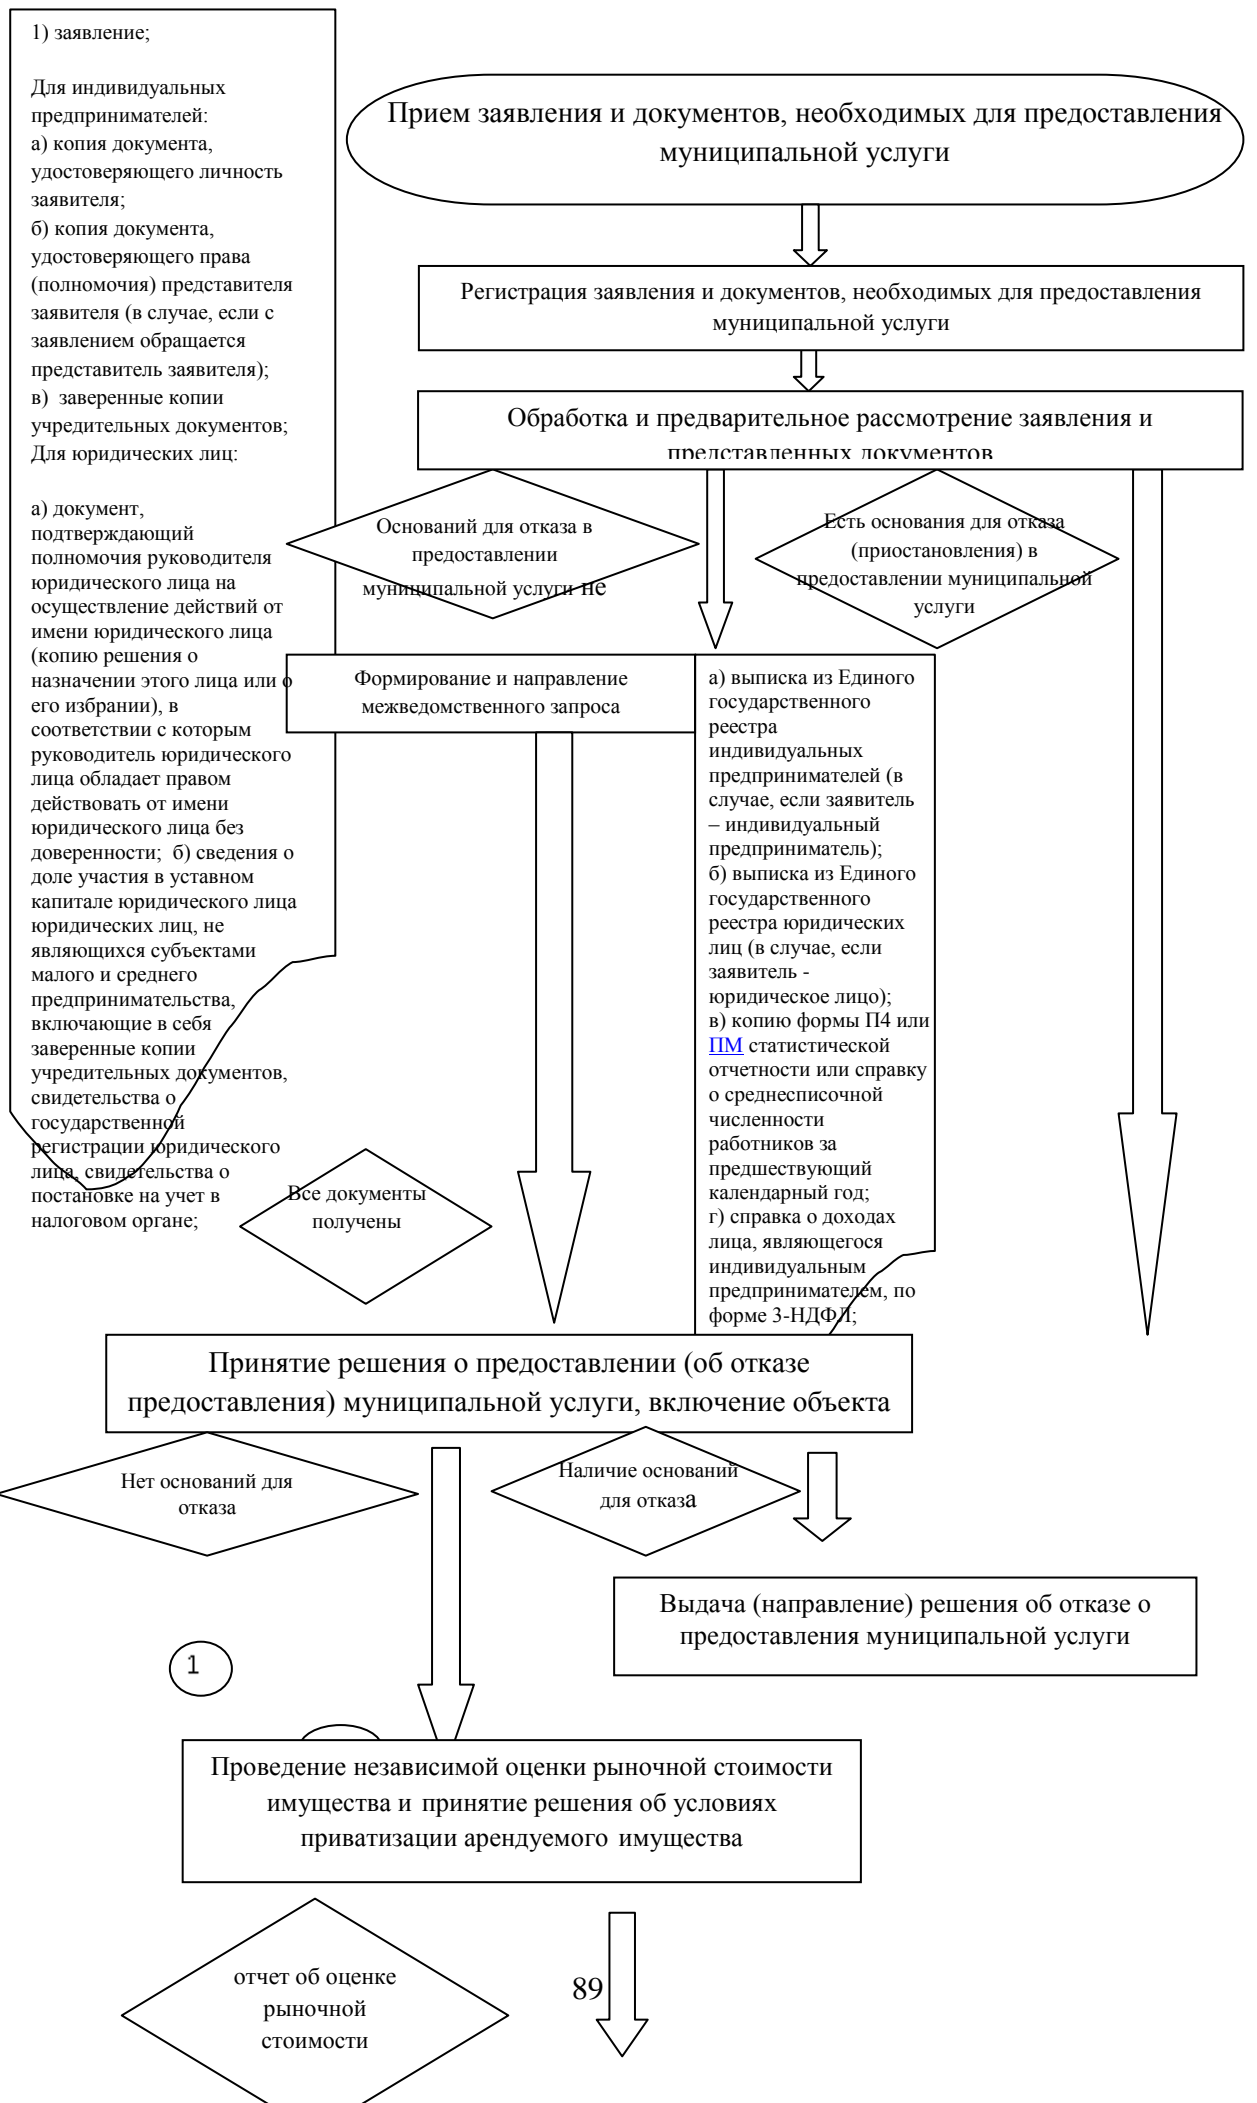 1) заявление;
Для индивидуальных
предпринимателей:
а) копия документа,
удостоверяющего личность
заявителя;
б) копия документа,
удостоверяющего права
(полномочия) представителя
заявителя (в случае, если с
заявлением обращается
представитель заявителя);
в) заверенные копии
учредительных документов;
Для юридических лиц:
а) документ,
подтверждающий
полномочия руководителя
юридического лица на
осуществление действий от
имени юридического лица
(копию решения о
назначении этого лица или о
его избрании), в
соответствии с которым
руководитель юридического
лица обладает правом
действовать от имени
юридического лица без
доверенности; б) сведения о
доле участия в уставном
капитале юридического лица
юридических лиц, не
являющихся субъектами
малого и среднего
предпринимательства,
включающие в себя
заверенные копии
учредительных документов,
свидетельства о
государственной
регистрации юридического
лица, свидетельства о
постановке на учет в
налоговом органе;
Прием заявления и документов, необходимых для предоставления
муниципальной услуги
Регистрация заявления и документов, необходимых для предоставления
муниципальной услуги
Обработка и предварительное рассмотрение заявления и
представленных документов
Оснований для отказа в
предоставлении
муниципальной услуги не
Есть основания для отказа
(приостановления) в
предоставлении муниципальной
услуги
Формирование и направление
межведомственного запроса
а) выписка из Единого
государственного
реестра
индивидуальных
предпринимателей (в
случае, если заявитель
– индивидуальный
предприниматель);
б) выписка из Единого
государственного
реестра юридических
лиц (в случае, если
заявитель -
юридическое лицо);
в) копию формы П4 или
ПМ статистической
отчетности или справку
о среднесписочной
численности
работников за
предшествующий
календарный год;
г) справка о доходах
лица, являющегося
индивидуальным
предпринимателем, по
форме 3-НДФЛ;
Все документы
получены
Принятие решения о предоставлении (об отказе
предоставления) муниципальной услуги, включение объекта
Нет оснований для
отказа
Наличие оснований
для отказа
Выдача (направление) решения об отказе о
предоставления муниципальной услуги
1
Проведение независимой оценки рыночной стоимости
имущества и принятие решения об условиях
приватизации арендуемого имущества
отчет об оценке
рыночной
стоимости
89